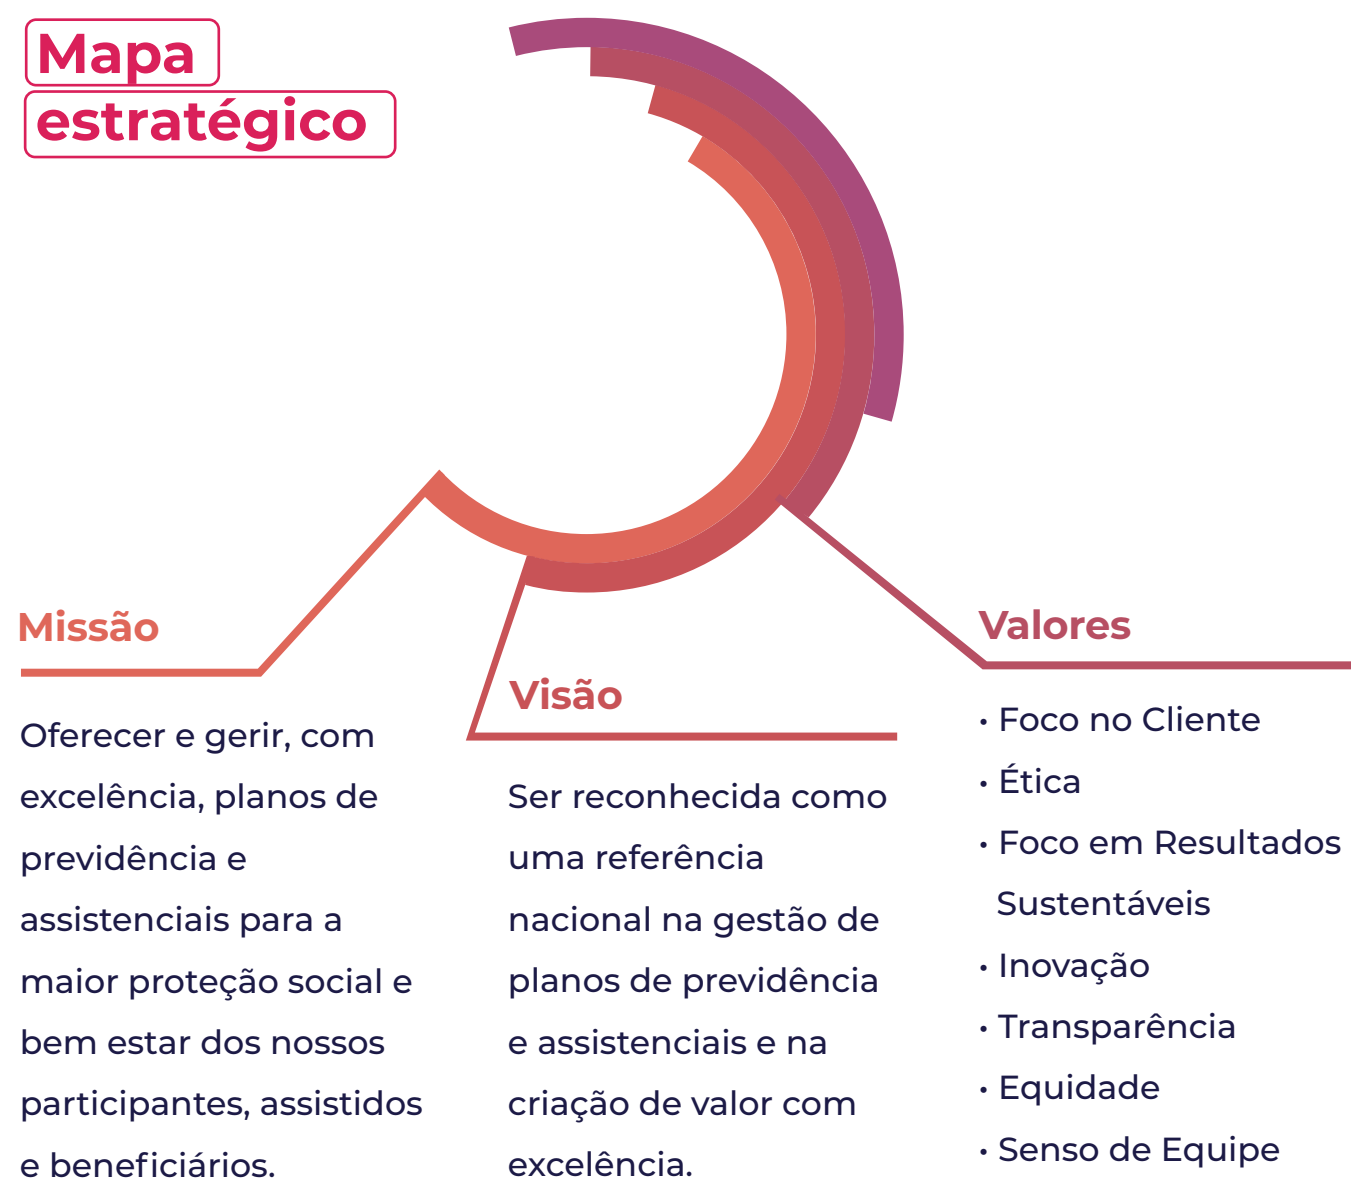 Mapa
estratégico
Missão
Oferecer e gerir, com
excelência, planos de
previdência e
assistenciais para a
maior proteção social e
bem estar dos nossos
participantes, assistidos
e beneficiários.
Visão
Ser reconhecida como
uma referência
nacional na gestão de
planos de previdência
e assistenciais e na
criação de valor com
excelência.
Valores
• Foco no Cliente
• Ética
• Foco em Resultados
Sustentáveis
• Inovação
• Transparência
• Equidade
• Senso de Equipe